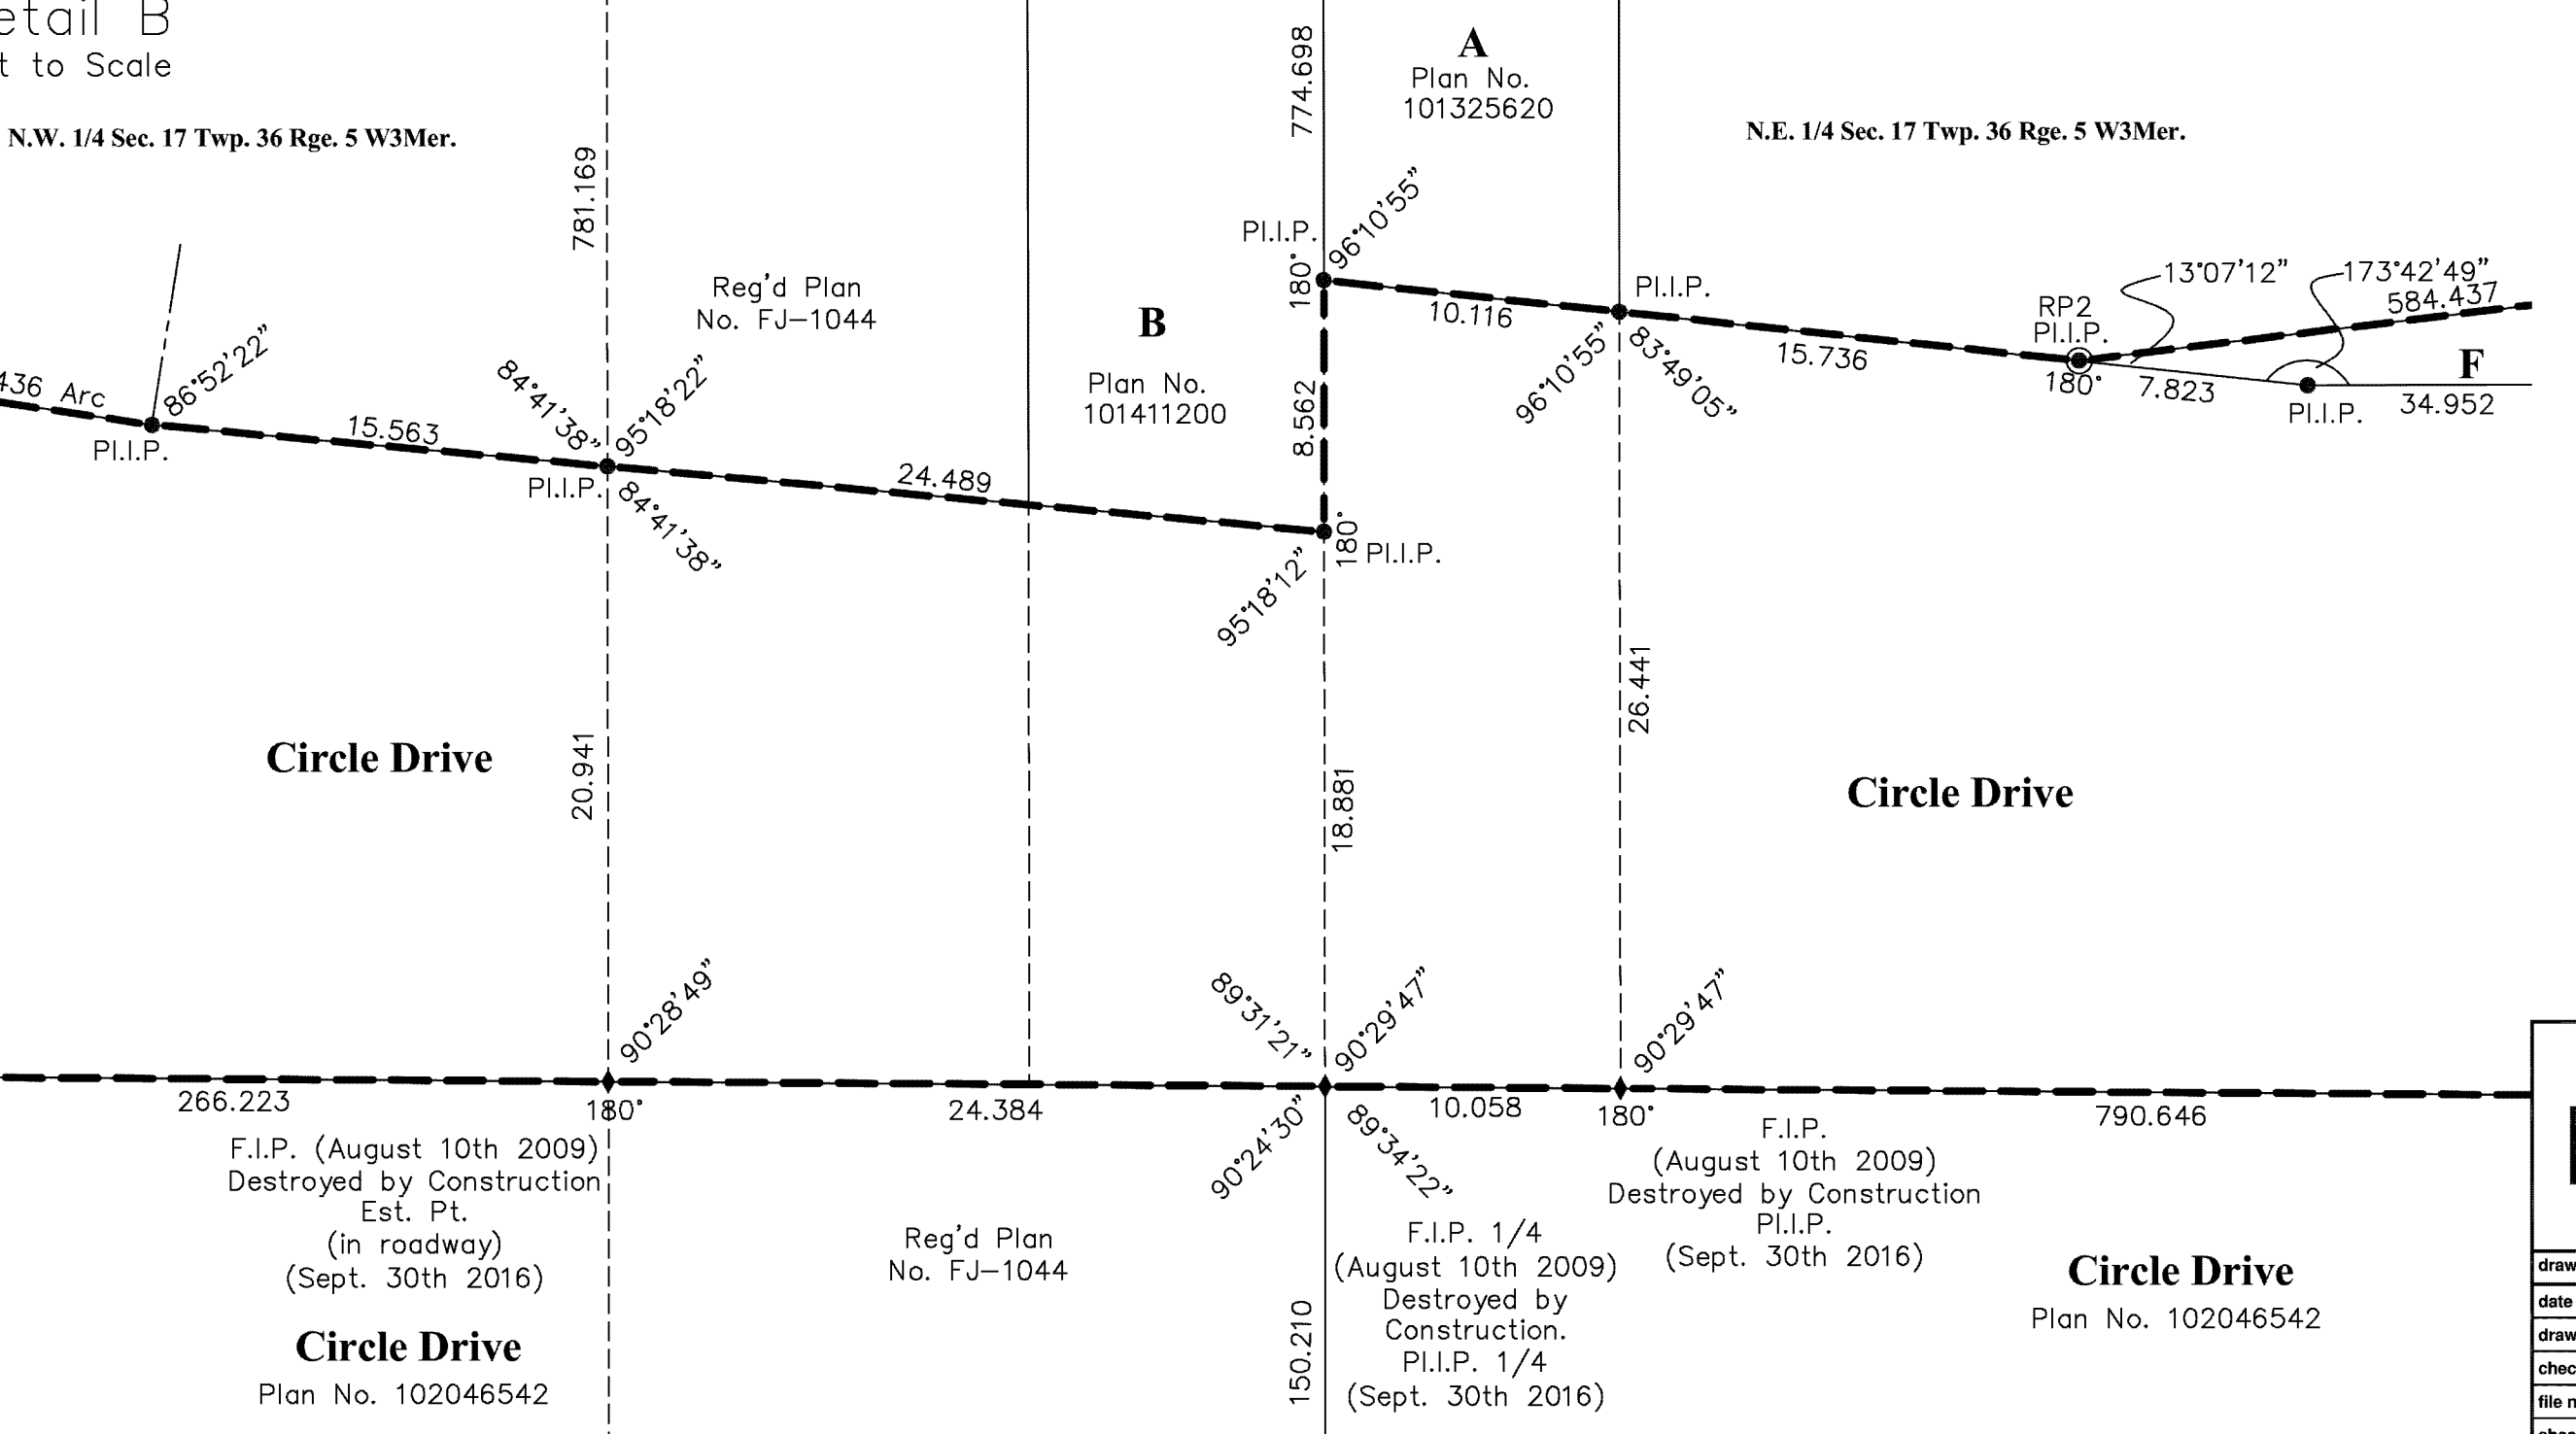 etail B
t to Scale
N.W. 1/4 Sec. 17 Twp. 36 Rge. 5 W3Mer.
781.169
774.698
A
Plan No.
101325620
N.E. 1/4 Sec. 17 Twp. 36 Rge. 5 W3Mer.
Reg'd Plan
No. FJ-1044
B
Plan No.
101411200
Pl.I.P.
96°10'55"
180°
10.116
Pl.I.P.
96°10'55"
83°49'05"
15.736
RP2
Pl.I.P.
180°
13°07'12"
173°42'49"
584.437
7.823
Pl.I.P.
F
34.952
436 Arc
86°52'22"
Pl.I.P.
15.563
84°41'38"
95°18'22"
Pl.I.P.
84°41'38"
24.489
8.562
180°
Pl.I.P.
95°18'12"
Circle Drive
20.941
18.881
26.441
Circle Drive
90°28'49"
89°31'21"
90°29'47"
90°29'47"
266.223
180°
24.384
90°24'30"
89°34'22"
10.058
180°
790.646
F.I.P. (August 10th 2009)
Destroyed by Construction
Est. Pt.
(in roadway)
(Sept. 30th 2016)
Circle Drive
Plan No. 102046542
Reg'd Plan
No. FJ-1044
150.210
F.I.P. 1/4
(August 10th 2009)
Destroyed by
Construction.
Pl.I.P. 1/4
(Sept. 30th 2016)
F.I.P.
(August 10th 2009)
Destroyed by Construction
Pl.I.P.
(Sept. 30th 2016)
Circle Drive
Plan No. 102046542
draw
date
draw
chec
file n